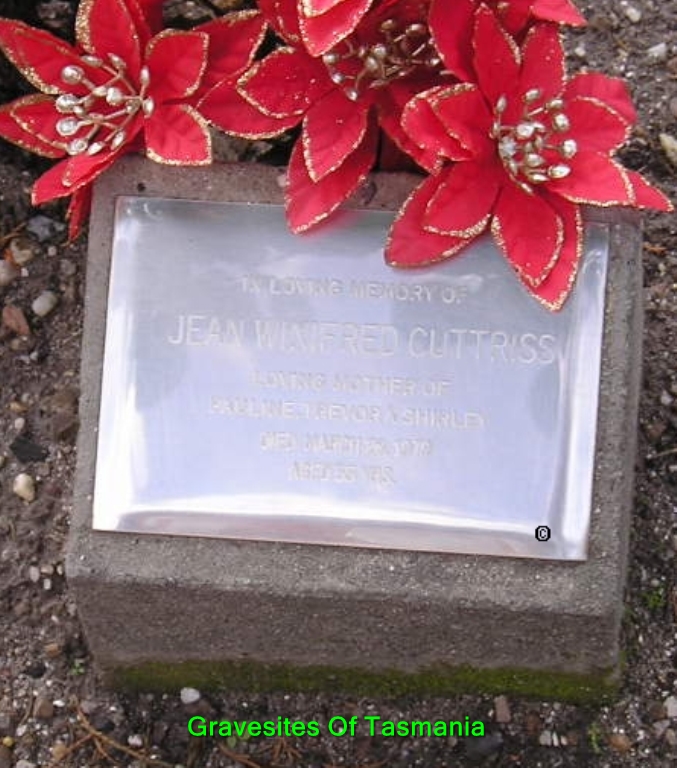 IN LOVING MEMORY OF
JEAN WINIFRED CUTTRISS
LOVING MOTHER OF
PAULINE, TREVOR & SHIRLEY
DIED MARCH
AGED YRS.
©
Gravesites Of Tasmania